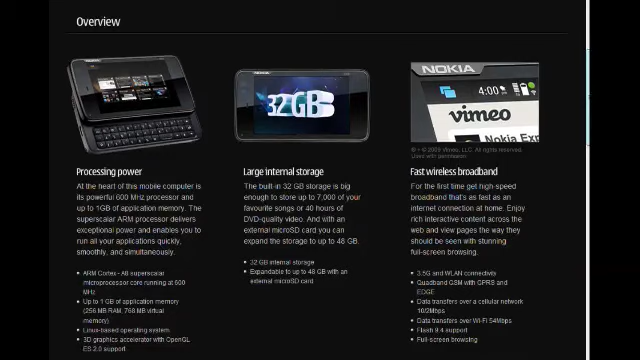 Overview
NOKIA
32GB
NOKIA
4:00
vimeo
Nokia Exp
© + © 2009 Vimeo, LLC. All rights reserved.
Used with permission
Processing power
At the heart of this mobile computer is
its powerful 600 MHz processor and
up to 1GB of application memory. The
superscalar ARM processor delivers
exceptional power and enables you to
run all your applications quickly,
smoothly, and simultaneously.
ARM Cortex - A8 superscalar
microprocessor core running at 600
MHz
Up to 1 GB of application memory
(256 MB RAM, 768 MB virtual
memory)
Linux-based operating system.
3D graphics accelerator with OpenGL
ES 2.0 support
Large internal storage
The built-in 32 GB storage is big
enough to store up to 7,000 of your
favourite songs or 40 hours of
DVD-quality video. And with an
external microSD card you can
expand the storage to up to 48 GB.
32 GB internal storage
Expandable to up to 48 GB with an
external microSD card
Fast wireless broadband
For the first time get high-speed
broadband that's as fast as an
internet connection at home. Enjoy
rich interactive content across the
web and view pages the way they
should be seen with stunning
full-screen browsing.
3.5G and WLAN connectivity
Quadband GSM with GPRS and
EDGE
Data transfers over a cellular network
10/2Mbps
Data transfers over Wi-Fi 54Mbps
Flash 9.4 support
Full-screen browsing